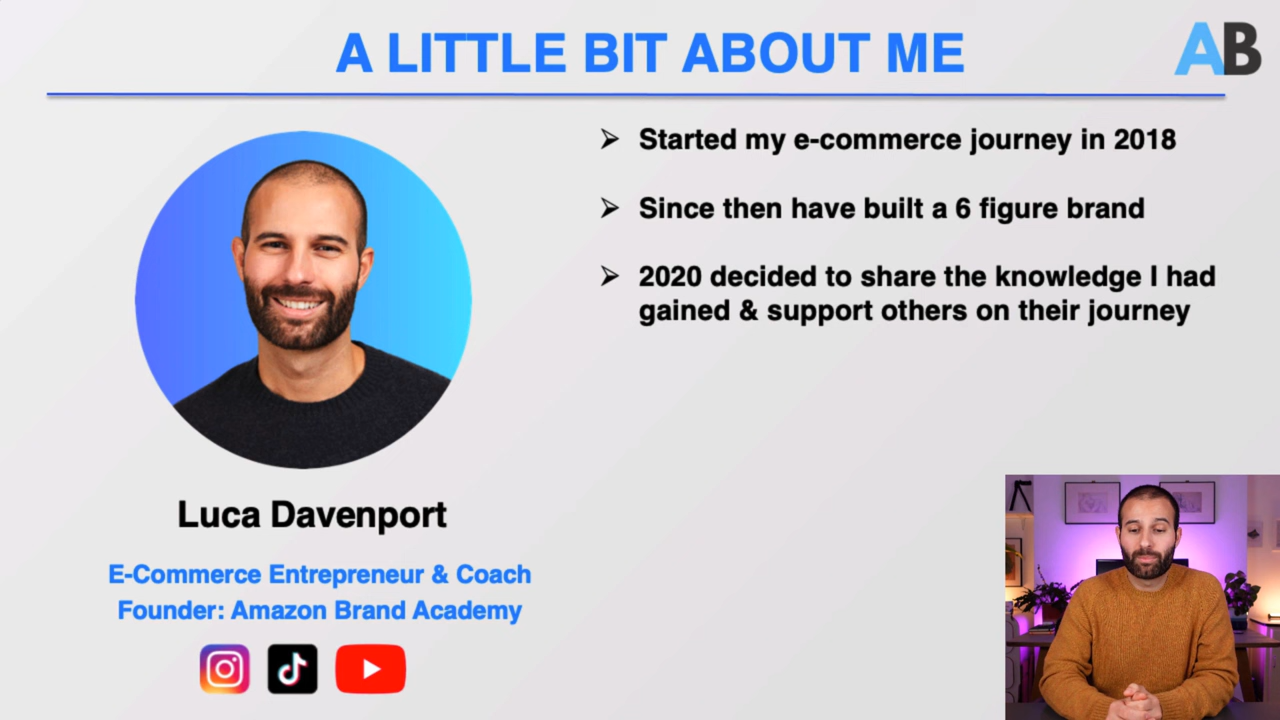 A LITTLE BIT ABOUT ME
AB
➢ Started my e-commerce journey in 2018
➢ Since then have built a 6 figure brand
➢ 2020 decided to share the knowledge I had
gained & support others on their journey
Luca Davenport
E-Commerce Entrepreneur & Coach
Founder: Amazon Brand Academy